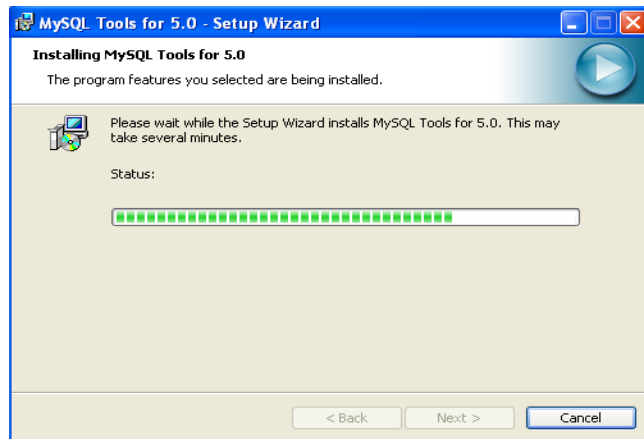 MySQL Tools for 5.0 - Setup Wizard
Installing MySQL Tools for 5.0
The program features you selected are being installed.
Please wait while the Setup Wizard installs MySQL Tools for 5.0. This may
take several minutes.
Status:
< Back
Next >
Cancel